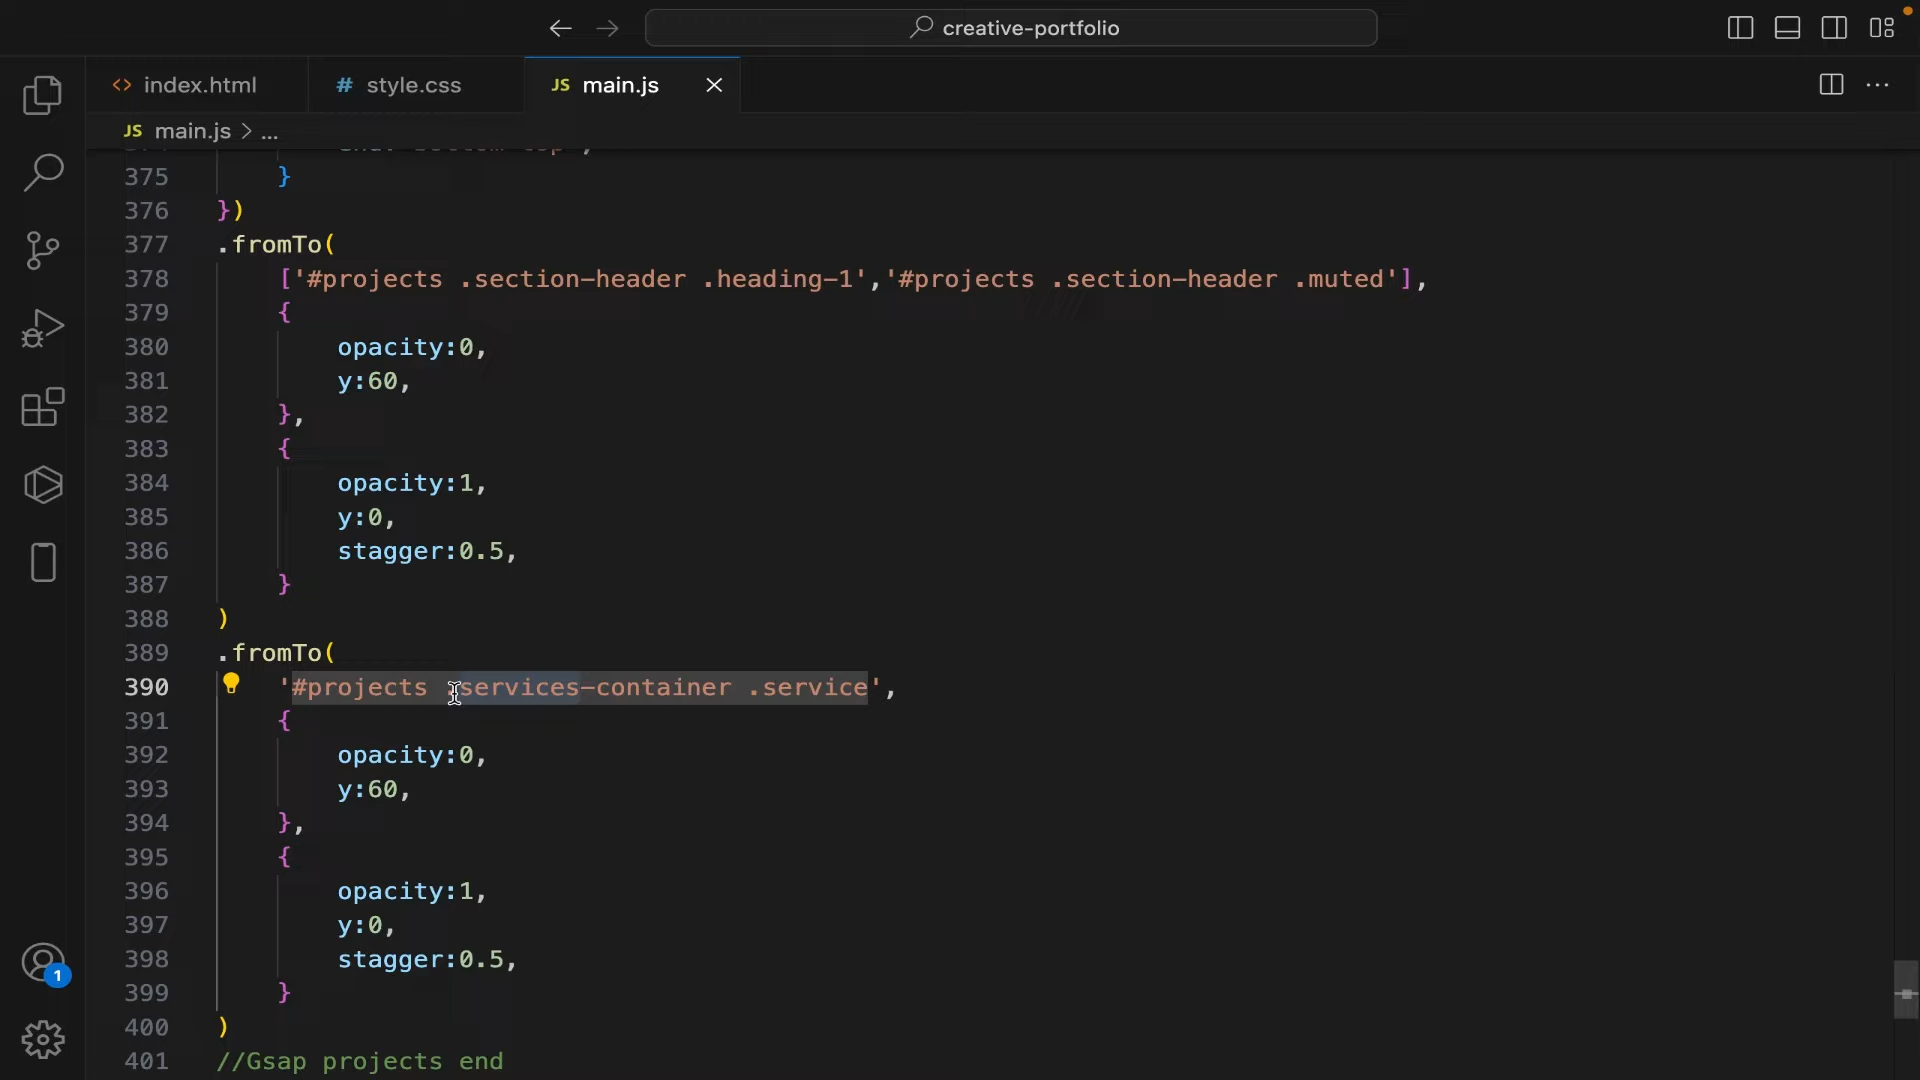 creative-portfolio
index.html
style.css
JS main.js
JS main.js > ...
375 }
376 })
377 .fromTo(
378 ['#projects .section-header .heading-1','#projects .section-header .muted'],
379 {
380 opacity:0,
381 y:60,
382 },
383 {
384 opacity:1,
385 y:0,
386 stagger:0.5,
387 }
388 )
389 .fromTo(
390 '#projects .services-container .service',
391 {
392 opacity:0,
393 y:60,
394 },
395 {
396 opacity:1,
397 y:0,
398 stagger:0.5,
399 }
400 )
401 //Gsap projects end
1